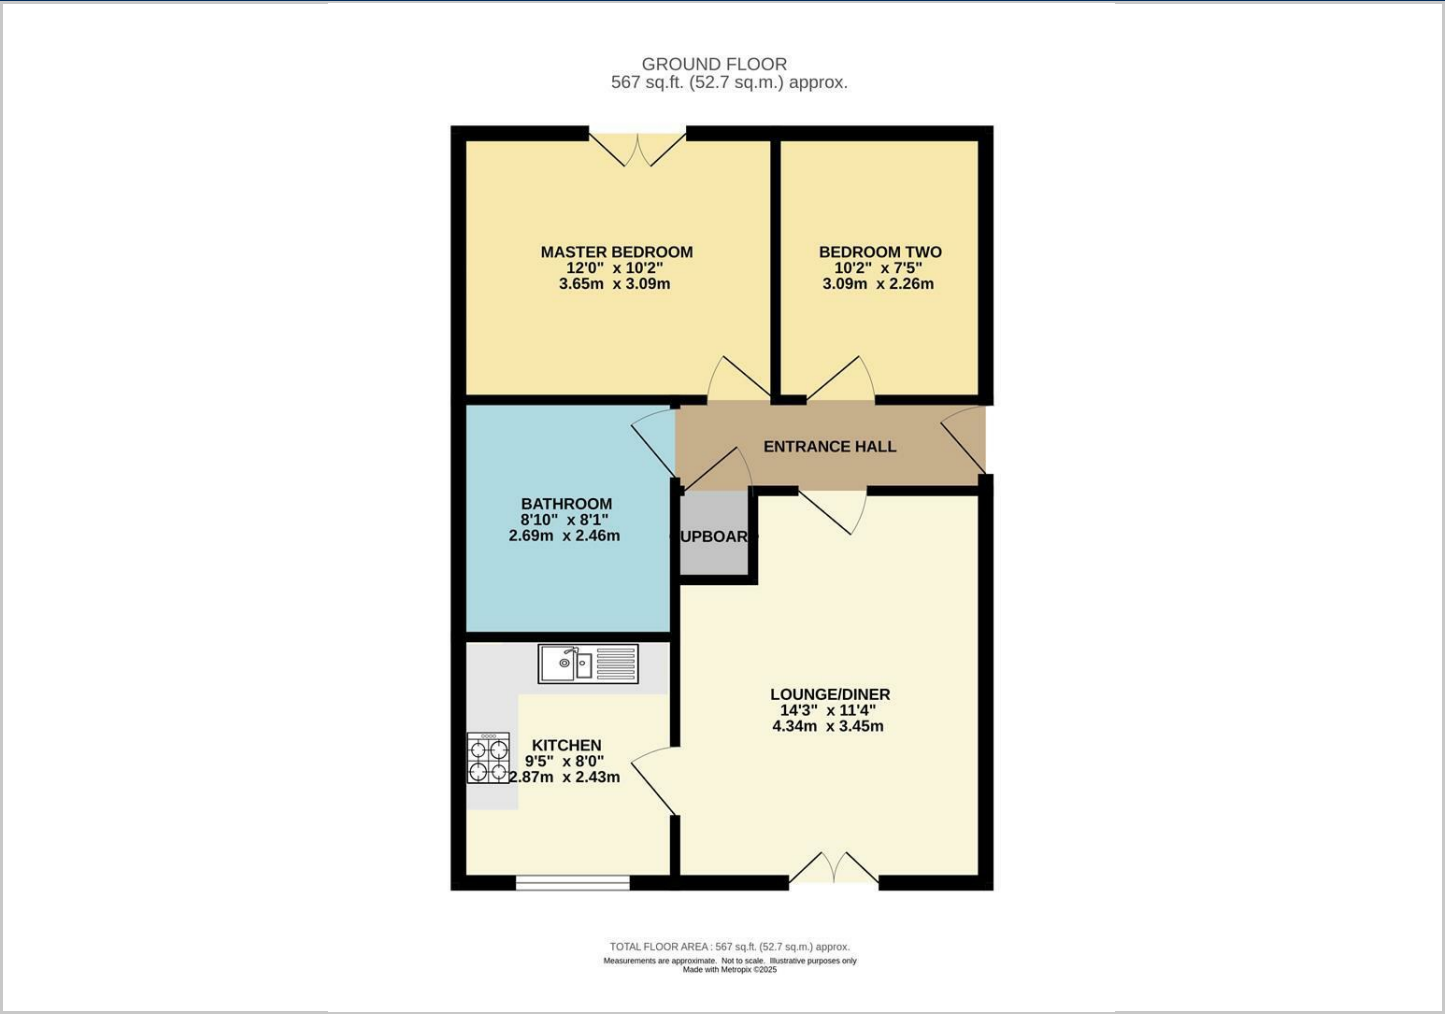 GROUND FLOOR
567 sq.ft. (52.7 sq.m.) approx.
MASTER BEDROOM
12'0" x 10'2"
3.65m x 3.09m
BEDROOM TWO
10'2" x 7'5"
3.09m x 2.26m
ENTRANCE HALL
BATHROOM
8'10" x 8'1"
2.69m x 2.46m
CUPBOARD
LOUNGE/DINER
14'3" x 11'4"
4.34m x 3.45m
KITCHEN
9'5" x 8'0"
2.87m x 2.43m
TOTAL FLOOR AREA : 567 sq.ft. (52.7 sq.m.) approx.
Measurements are approximate. Not to scale. Illustrative purposes only
Made with Metropix ©2025